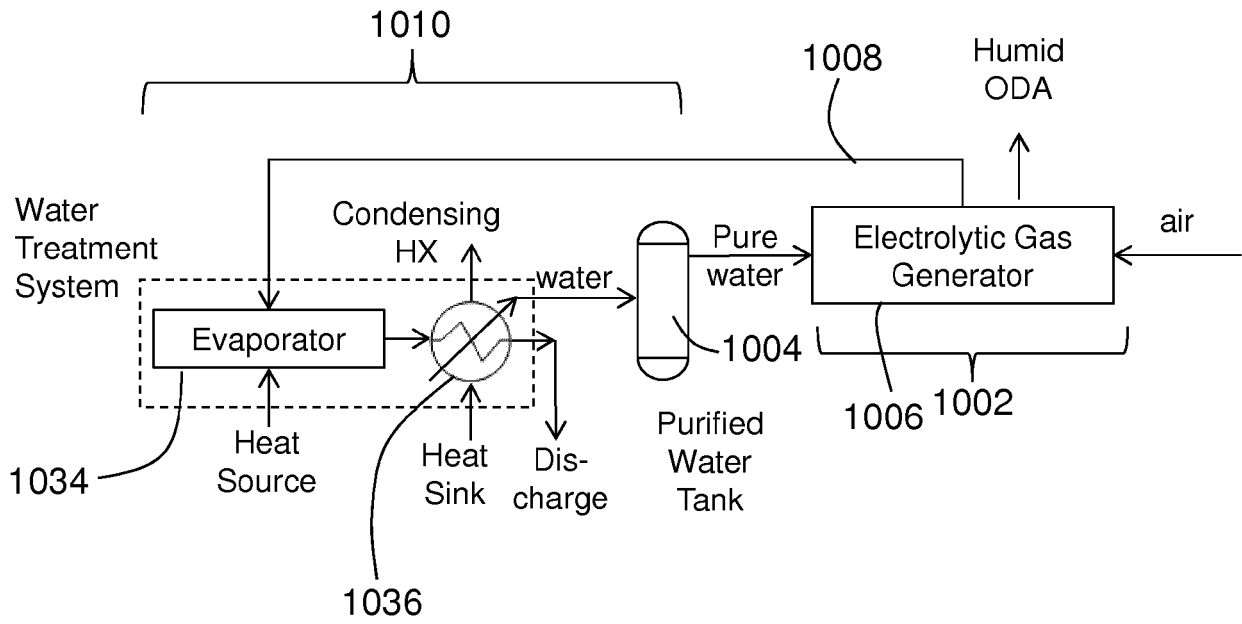 1010
1008
Humid
ODA
Water
Treatment
System
Condensing
HX
water
Pure
water
Electrolytic Gas
Generator
air
Evaporator
1004
1006
1002
1034
Heat
Source
Heat
Sink
Dis-
charge
Purified
Water
Tank
1036